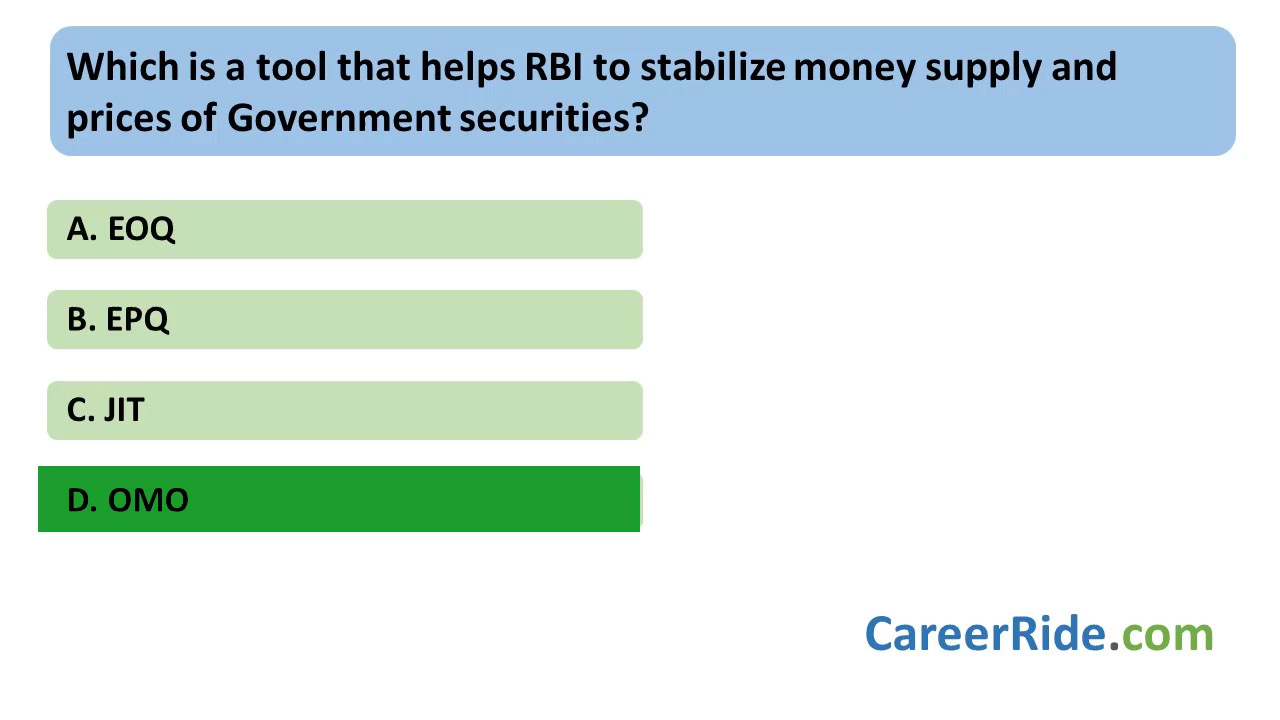 Which is a tool that helps RBI to stabilize money supply and
prices of Government securities?
A. EOQ
B. EPQ
C. JIT
D. OMO
CareerRide.com